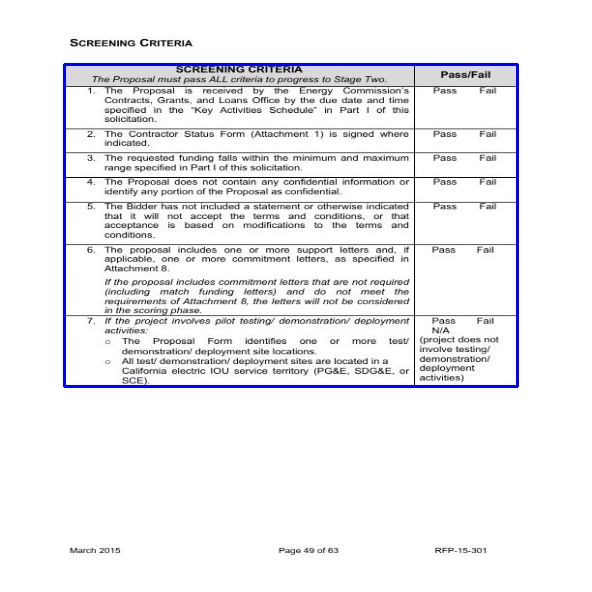 SCREENING CRITERIA
SCREENING CRITERIA
The Proposal must pass ALL criteria to progress to Stage Two.
Pass/Fail
1. The Proposal is received by the Energy Commission's
Contracts, Grants, and Loans Office by the due date and time
specified in the "Key Activities Schedule" in Part I of this
solicitation.
Pass Fail
2. The Contractor Status Form (Attachment 1) is signed where
indicated.
Pass Fail
3. The requested funding falls within the minimum and maximum
range specified in Part I of this solicitation.
Pass Fail
4. The Proposal does not contain any confidential information or
identify any portion of the Proposal as confidential.
Pass Fail
5. The Bidder has not included a statement or otherwise indicated
that it will not accept the terms and conditions, or that
acceptance is based on modifications to the terms and
conditions.
Pass Fail
6. The proposal includes one or more support letters and, if
applicable, one or more commitment letters, as specified in
Attachment 8.
If the proposal includes commitment letters that are not required
(including match funding letters) and do not meet the
requirements of Attachment 8, the letters will not be considered
in the scoring phase.
Pass Fail
7. If the project involves pilot testing/ demonstration/ deployment
activities:
o The Proposal Form identifies one or more test/
demonstration/ deployment site locations.
o All test/ demonstration/ deployment sites are located in a
California electric IOU service territory (PG&E, SDG&E, or
SCE).
Pass Fail
N/A
(project does not
involve testing/
demonstration/
deployment
activities)
March 2015 Page 49 of 63 RFP-15-301